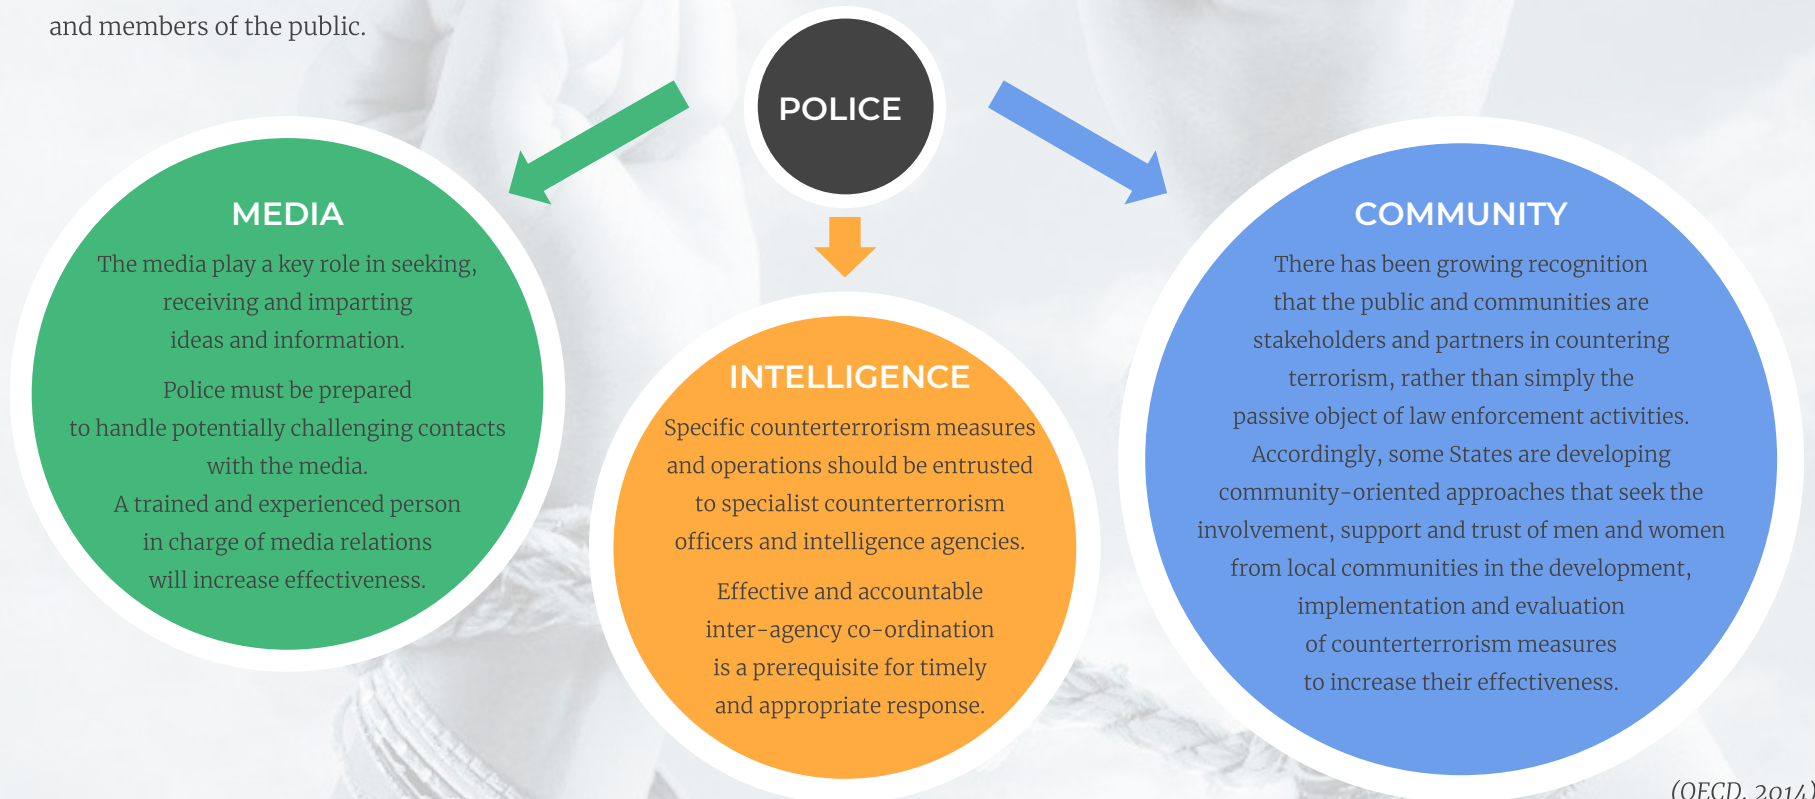 and members of the public.
POLICE
MEDIA
The media play a key role in seeking,
receiving and imparting
ideas and information.
Police must be prepared
to handle potentially challenging contacts
with the media.
A trained and experienced person
in charge of media relations
will increase effectiveness.
INTELLIGENCE
Specific counterterrorism measures
and operations should be entrusted
to specialist counterterrorism
officers and intelligence agencies.
Effective and accountable
inter-agency co-ordination
is a prerequisite for timely
and appropriate response.
COMMUNITY
There has been growing recognition
that the public and communities are
stakeholders and partners in countering
terrorism, rather than simply the
passive object of law enforcement activities.
Accordingly, some States are developing
community-oriented approaches that seek the
involvement, support and trust of men and women
from local communities in the development,
implementation and evaluation
of counterterrorism measures
to increase their effectiveness.
(OECD, 2014)